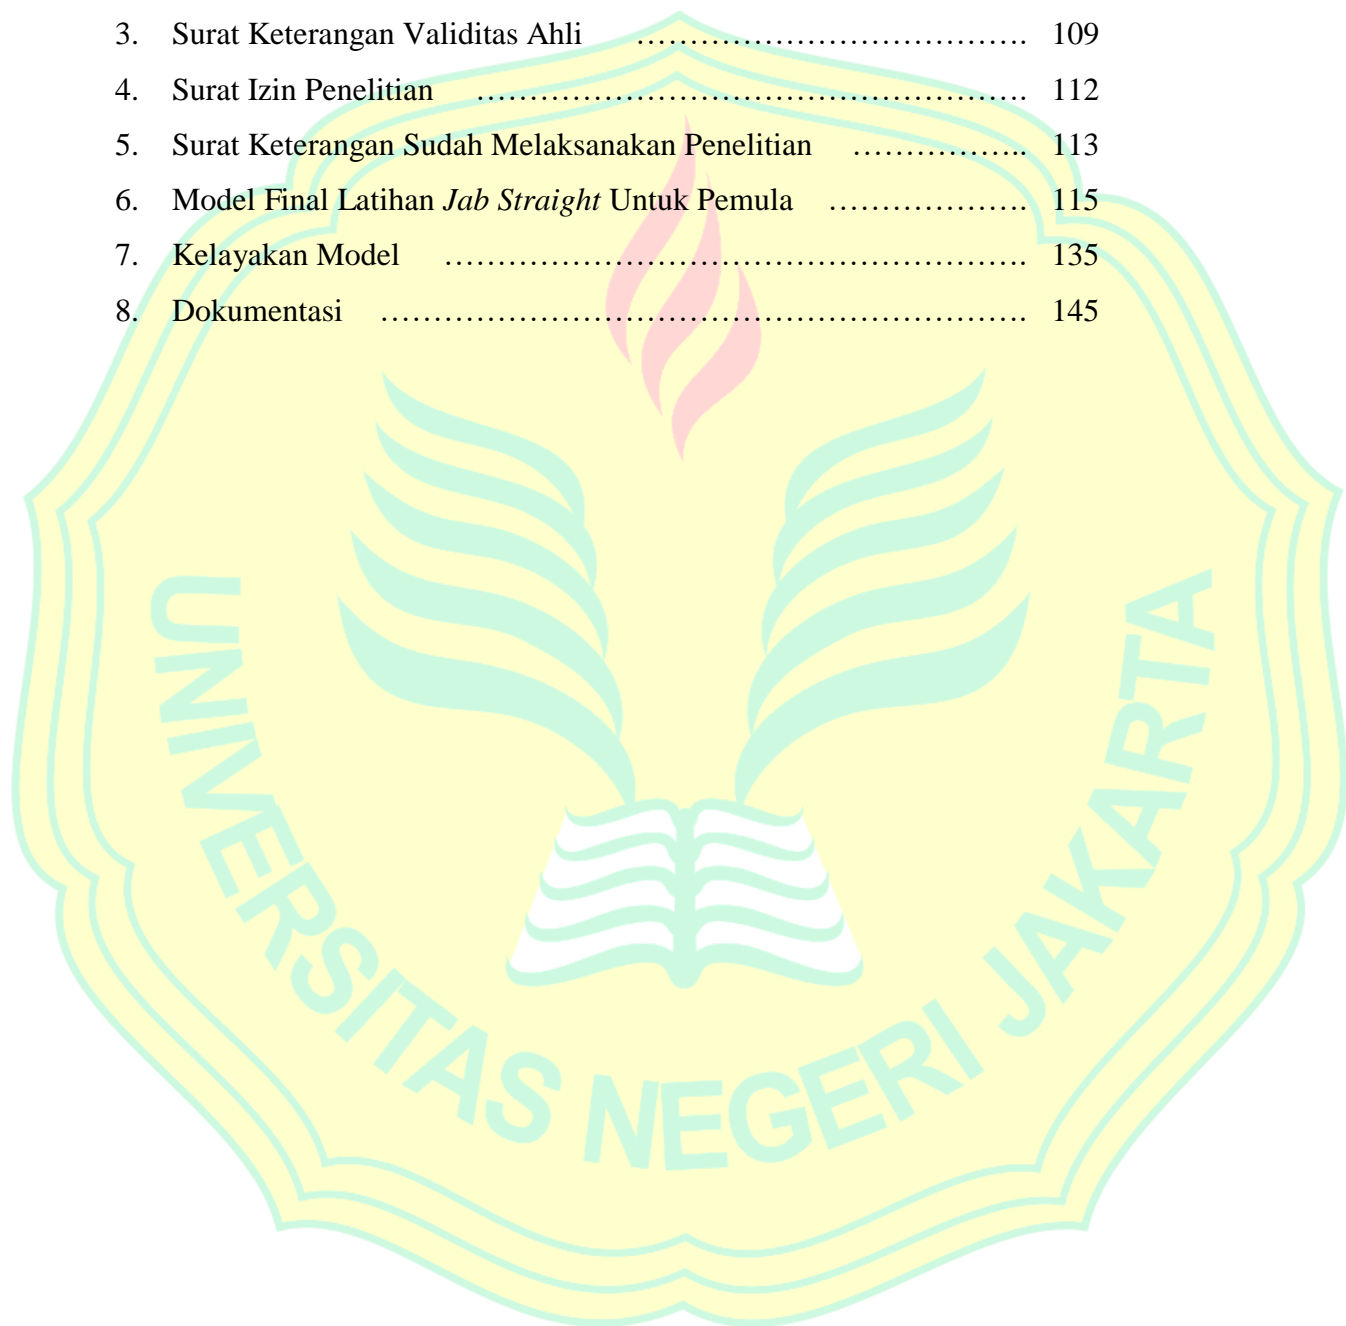 3. Surat Keterangan Validitas Ahli ………………………………. 109
4. Surat Izin Penelitian ……………………………………………. 112
5. Surat Keterangan Sudah Melaksanakan Penelitian …………….. 113
6. Model Final Latihan Jab Straight Untuk Pemula ………………. 115
7. Kelayakan Model ………………………………………………. 135
8. Dokumentasi ……………………………………………………. 145
UNIVERSITAS NEGERI JAKARTA